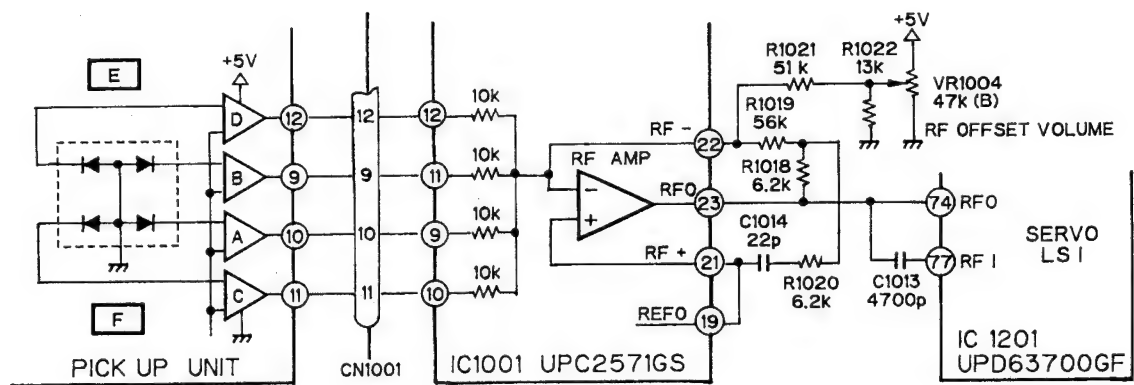 E
+5V
D
B
A
C
12
9
10
11
F
PICK UP UNIT
12
9
10
11
CN1001
12
11
9
10
10k
10k
10k
10k
RF AMP
−
+
RF -
RFO
RF +
REFO
22
23
21
19
IC1001 UPC2571GS
R1021
51 k
R1022
13k
+5V
VR1004
47k (B)
RF OFFSET VOLUME
R1019
56k
R1018
6.2k
C1014
22p
R1020
6.2k
C1013
4700p
74
RFO
77
RF I
SERVO
LSI
IC 1201
UPD63700GF